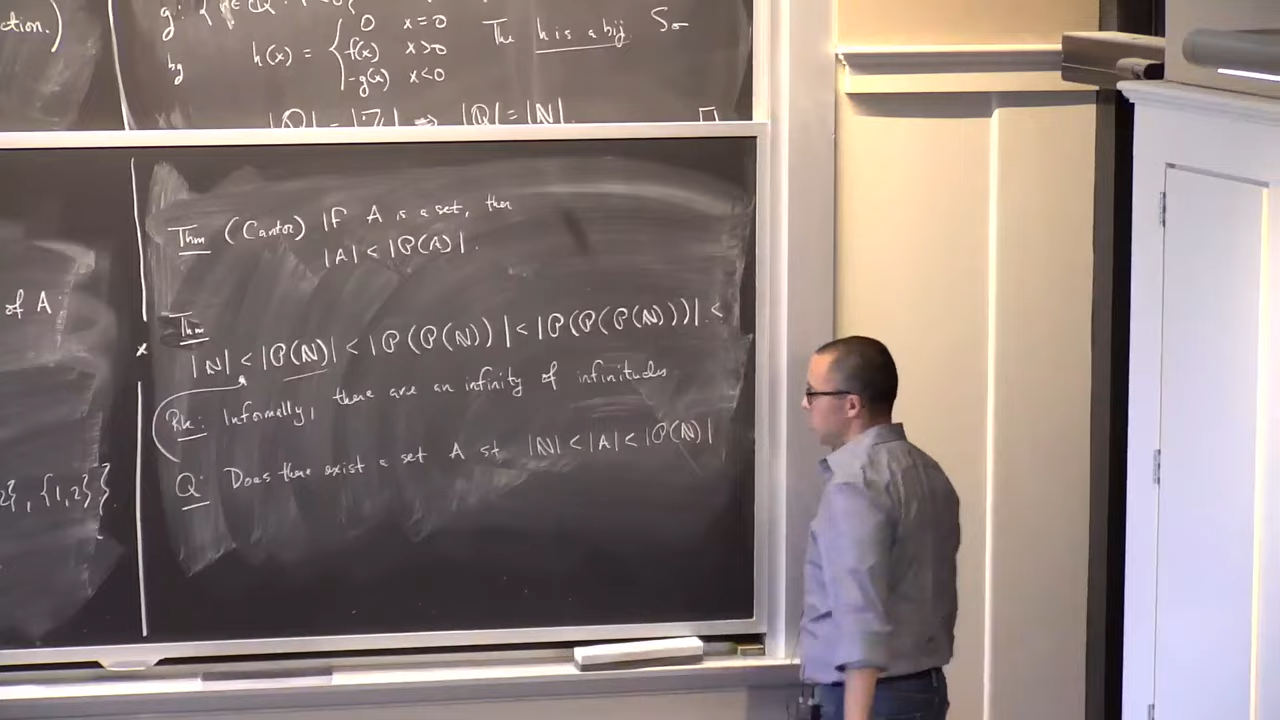 ction.)
g:
by h(x) = { 0 x=0
f(x) x>0
-g(x) x<0
The h is a bij. So
|Q| = |Z| ⇒ |Q| = |N|. □
Thm (Cantor) IF A is a set, then
|A| < |P(A)|.
of A:
Thm
|N| < |P(N)| < |P(P(N))| < |P(P(P(N)))| <
Rk: Informally, there are an infinity of infinitudes
Q: Does there exist a set A st |N| < |A| < |P(N)|
2}, {1,2}}.